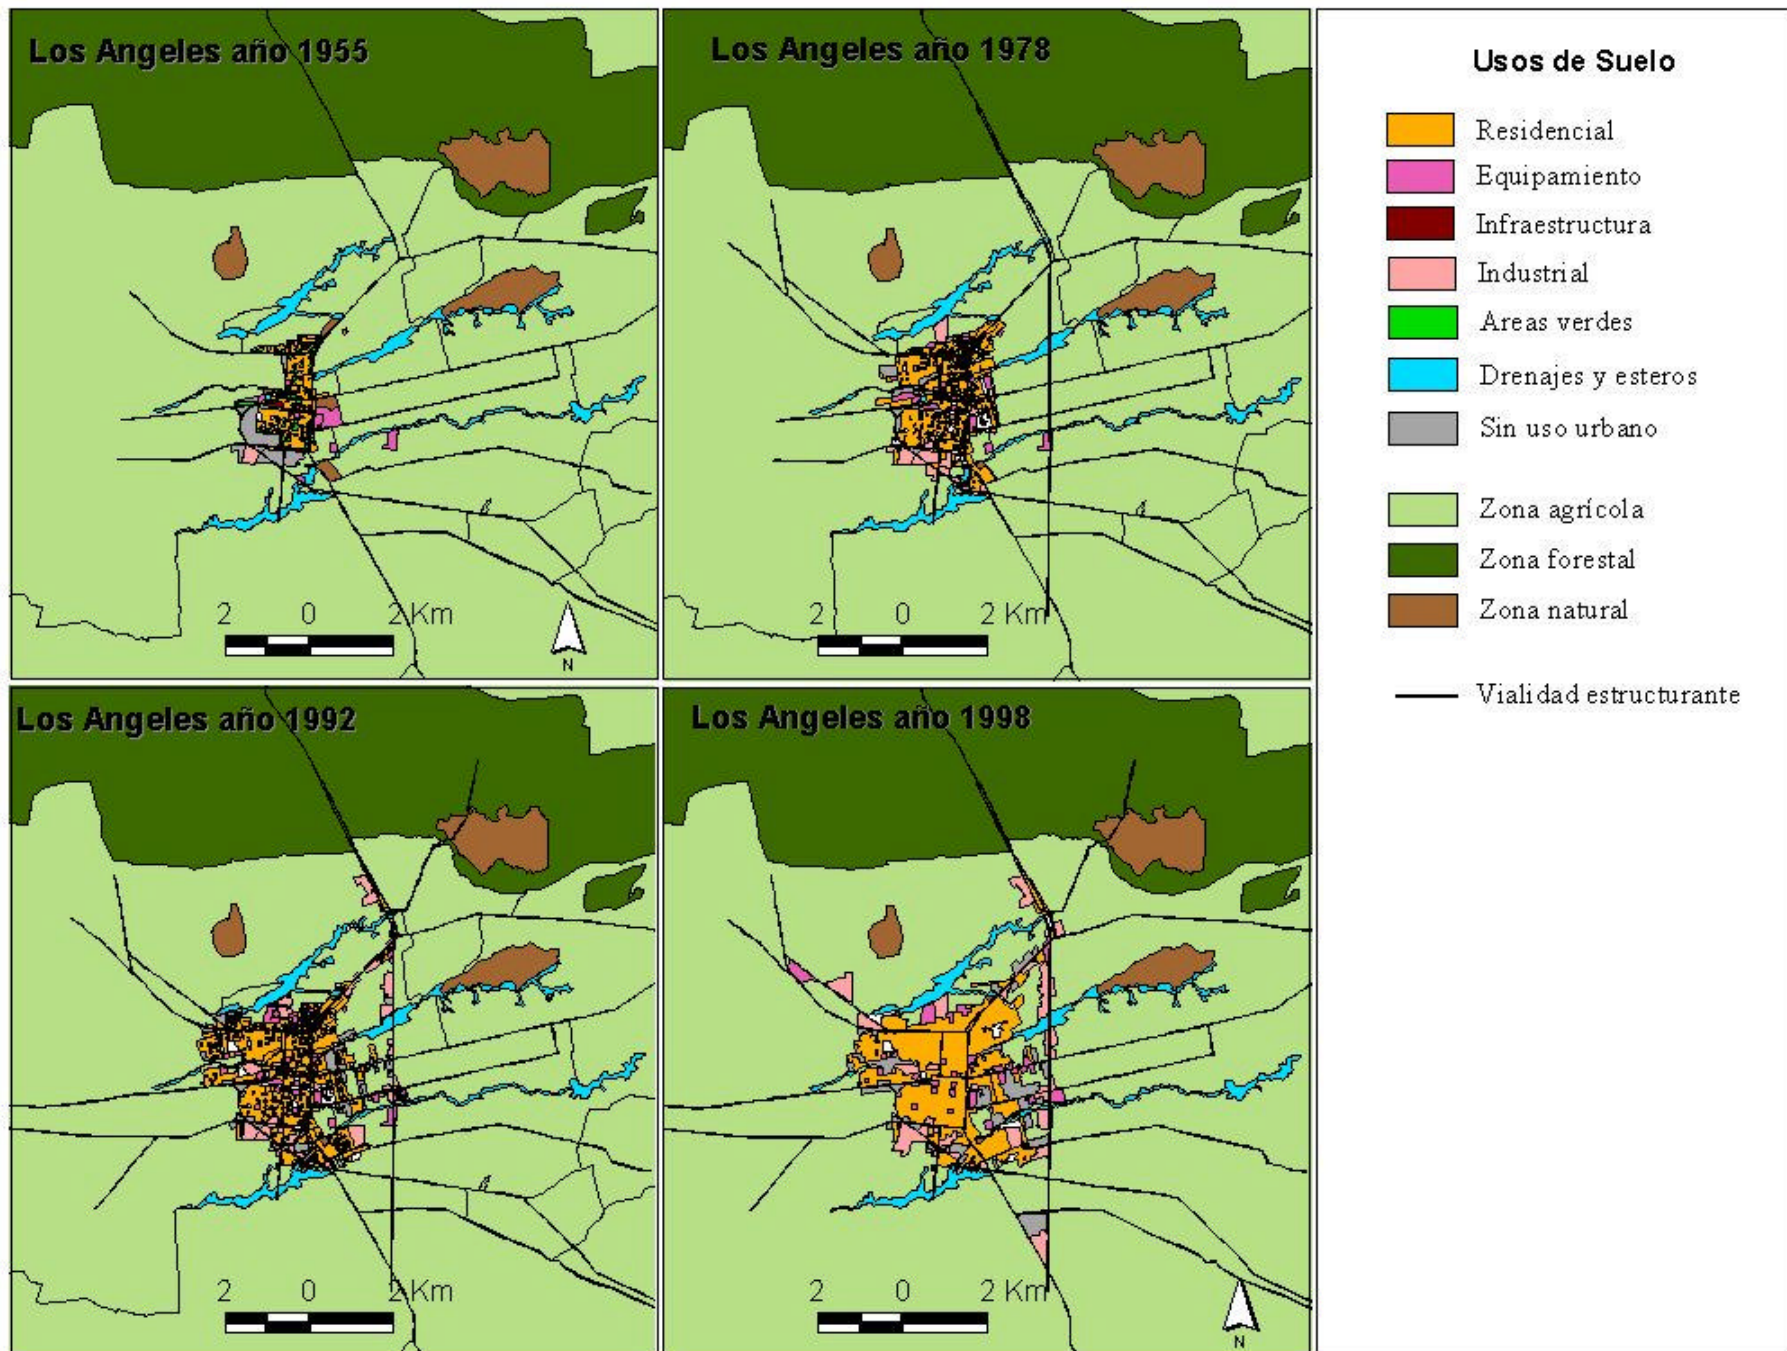 Los Angeles año 1955
2 0 2 Km
N
Los Angeles año 1978
2 0 2 Km
Los Angeles año 1992
2 0 2 Km
Los Angeles año 1998
2 0 2 Km
N
Usos de Suelo
Residencial
Equipamiento
Infraestructura
Industrial
Areas verdes
Drenajes y esteros
Sin uso urbano
Zona agrícola
Zona forestal
Zona natural
Vialidad estructurante